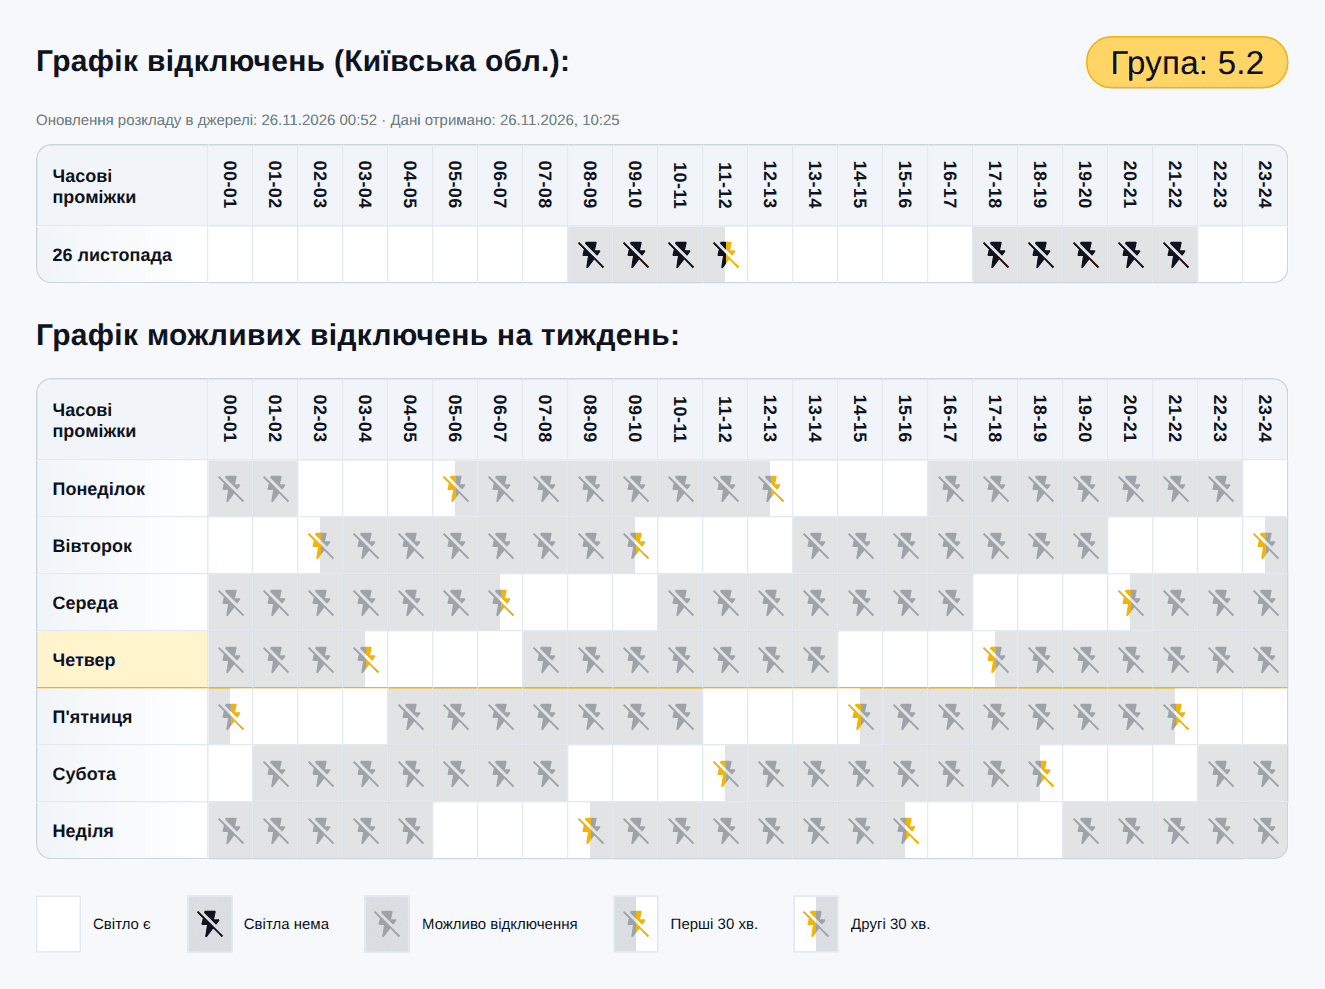 Графік відключень (Київська обл.):
Група: 5.2
Оновлення розкладу в джерелі: 26.11.2026 00:52 · Дані отримано: 26.11.2026, 10:25
Часові проміжки 00-01 01-02 02-03 03-04 04-05 05-06 06-07 07-08 08-09 09-10 10-11 11-12 12-13 13-14 14-15 15-16 16-17 17-18 18-19 19-20 20-21 21-22 22-23 23-24
26 листопада
Графік можливих відключень на тиждень:
Часові проміжки 00-01 01-02 02-03 03-04 04-05 05-06 06-07 07-08 08-09 09-10 10-11 11-12 12-13 13-14 14-15 15-16 16-17 17-18 18-19 19-20 20-21 21-22 22-23 23-24
Понеділок
Вівторок
Середа
Четвер
П'ятниця
Субота
Неділя
Світло є Світла нема Можливо відключення Перші 30 хв. Другі 30 хв.